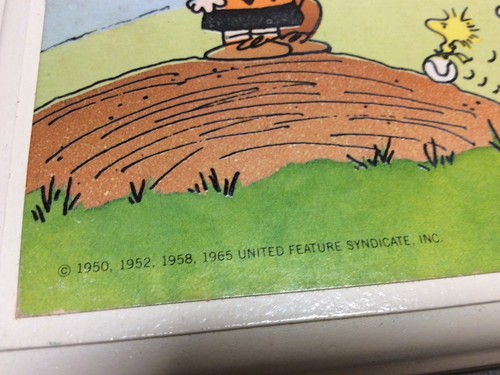 © 1950, 1952, 1958, 1965 UNITED FEATURE SYNDICATE, INC.